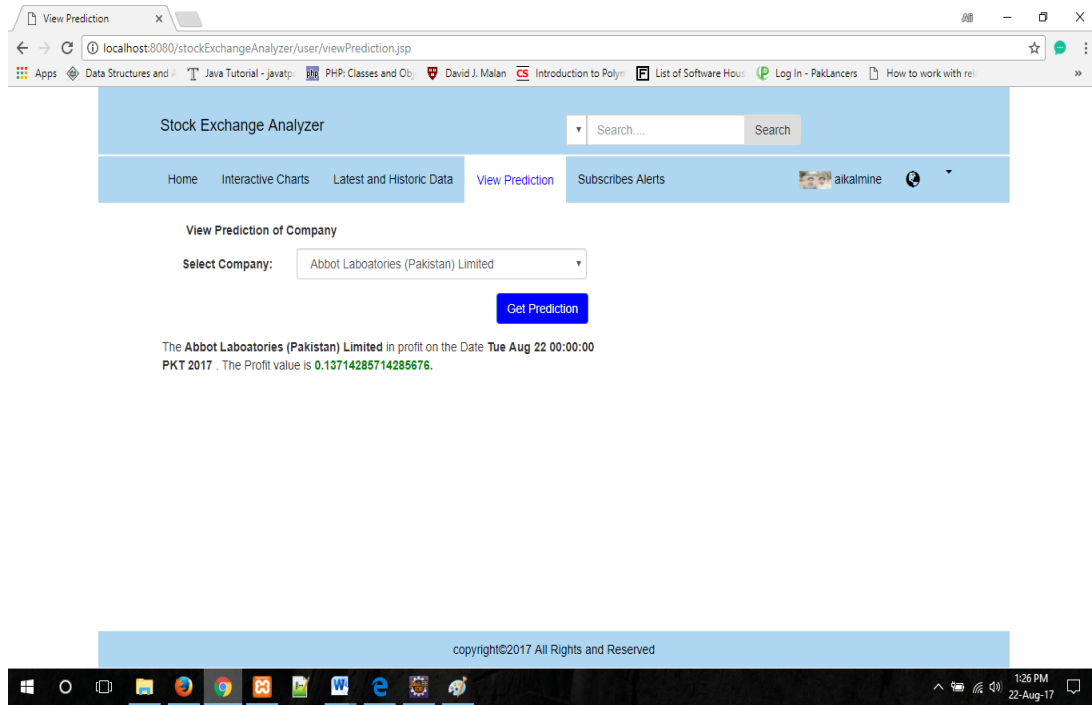 View Prediction
Ali
localhost:8080/stockExchangeAnalyzer/user/viewPrediction.jsp
Apps Data Structures and A Java Tutorial - javatp PHP: Classes and Obj David J. Malan CS Introduction to Polym List of Software Hous Log In - PakLancers How to work with rel »
Stock Exchange Analyzer
Search.... Search
Home Interactive Charts Latest and Historic Data View Prediction Subscribes Alerts aikalmine
View Prediction of Company
Select Company: Abbot Laboatories (Pakistan) Limited
Get Prediction
The Abbot Laboatories (Pakistan) Limited in profit on the Date Tue Aug 22 00:00:00
PKT 2017 . The Profit value is 0.13714285714285676.
copyright©2017 All Rights and Reserved
1:26 PM
22-Aug-17